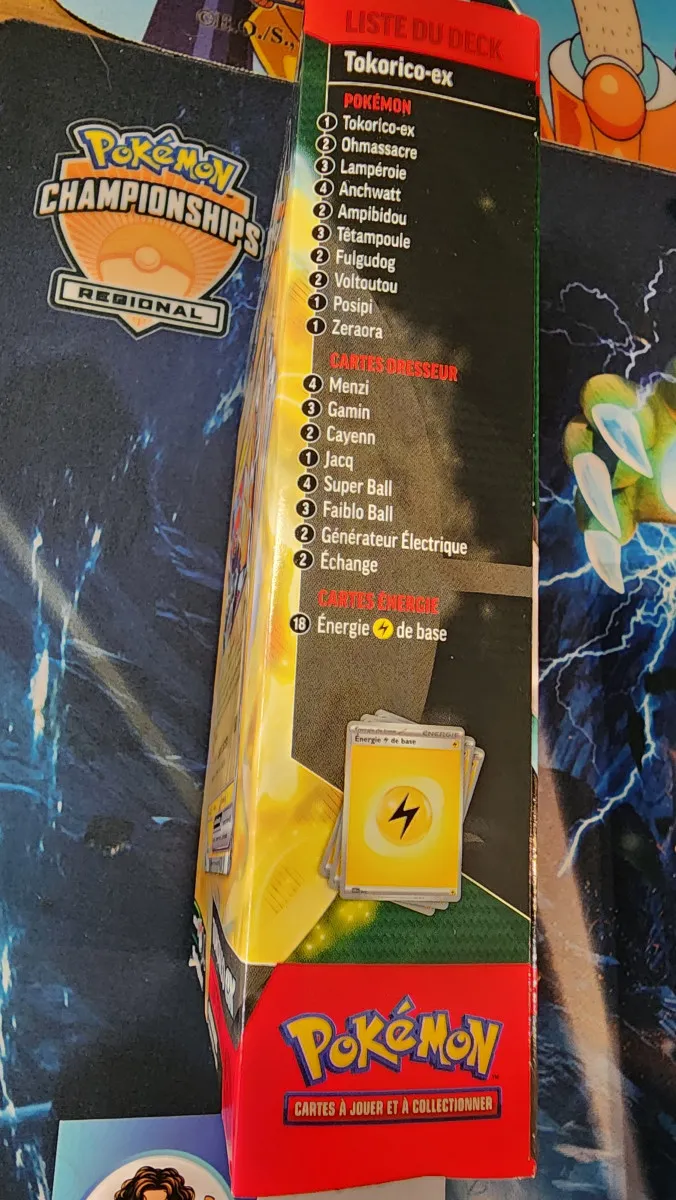 ©B.O./S.,
LISTE DU DECK
Tokorico-ex
POKÉMON
1 Tokorico-ex
2 Ohmassacre
3 Lampéroie
4 Anchwatt
2 Ampibidou
3 Têtampoule
2 Fulgudog
2 Voltoutou
1 Posipi
1 Zeraora
CARTES DRESSEUR
4 Menzi
3 Gamin
2 Cayenn
1 Jacq
4 Super Ball
3 Faiblo Ball
2 Générateur Électrique
2 Échange
CARTES ÉNERGIE
18 Énergie de base
Énergie de base
POKÉMON
CARTES À JOUER ET À COLLECTIONNER
POKÉMON
CHAMPIONSHIPS
REGIONAL